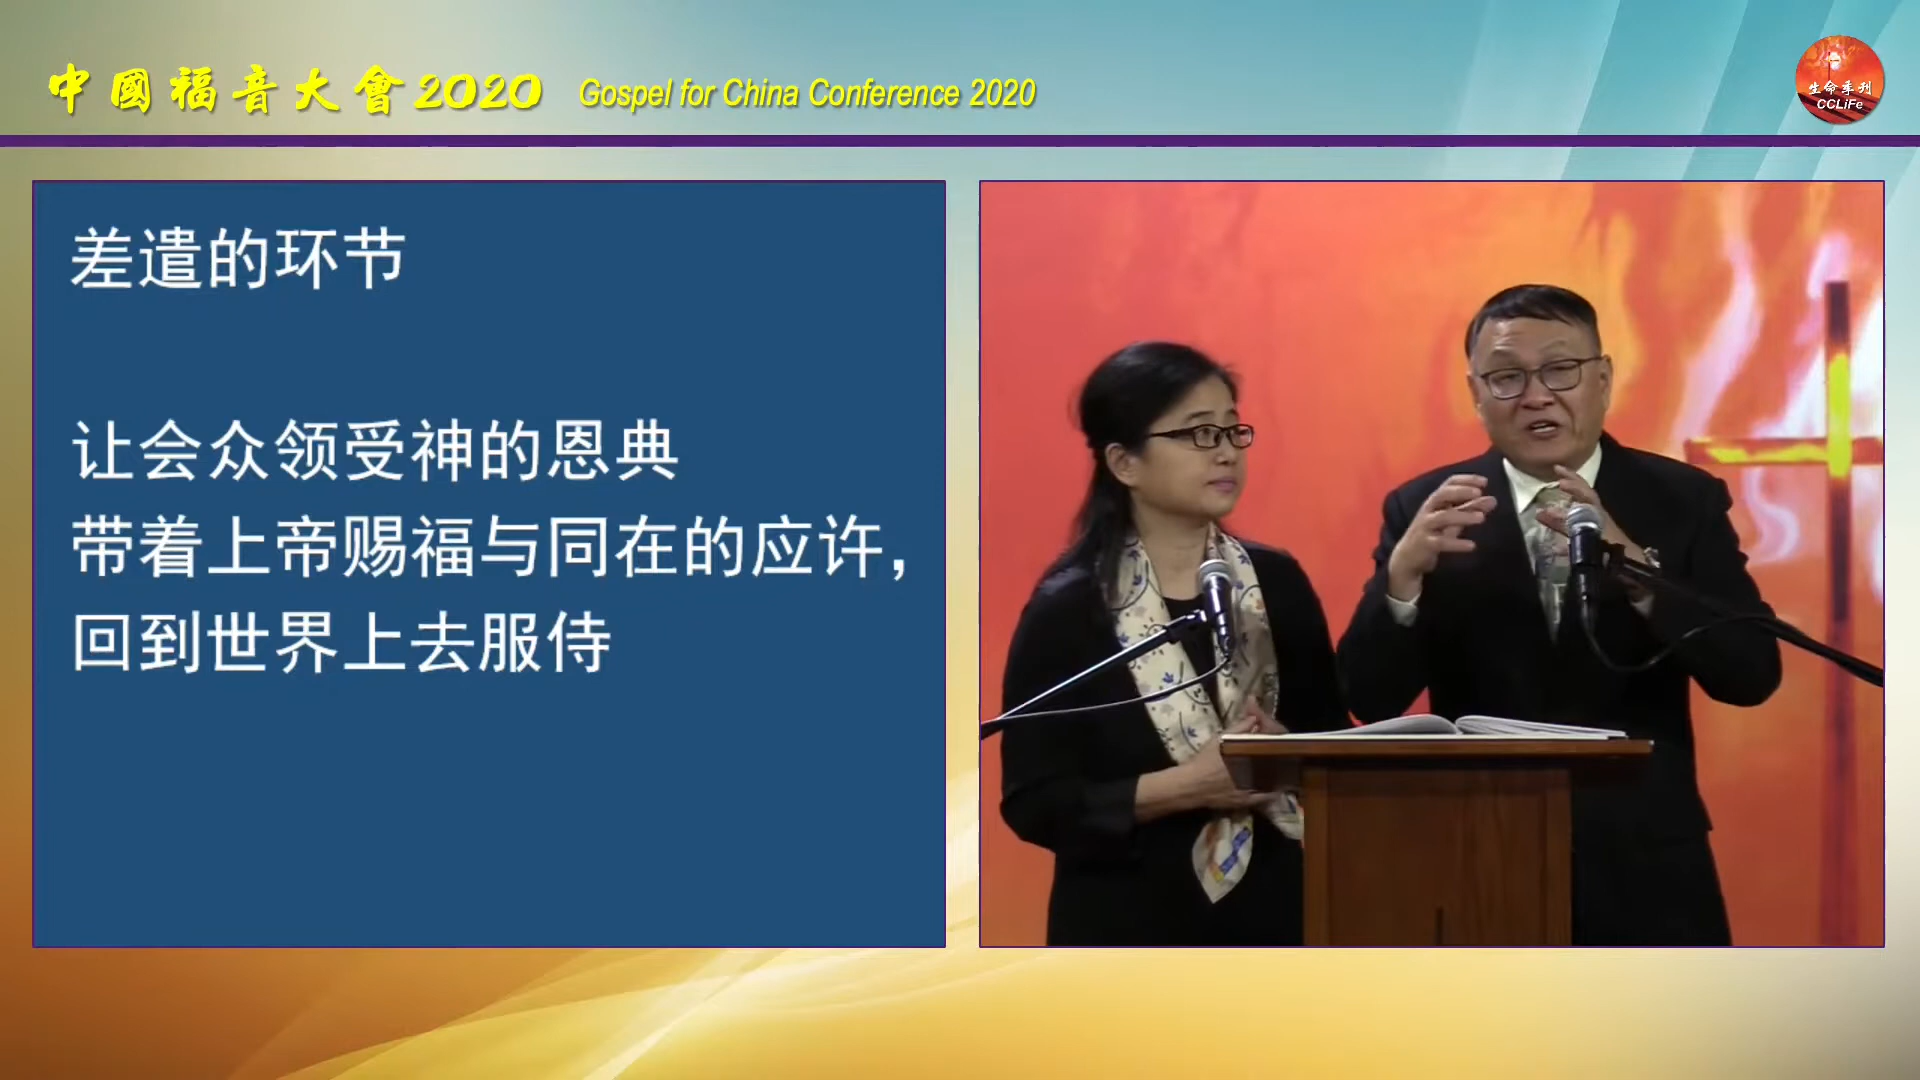 中國福音大會2020 Gospel for China Conference 2020
生命季刊
CCLiFe
差遣的环节
让会众领受神的恩典
带着上帝赐福与同在的应许，
回到世界上去服侍